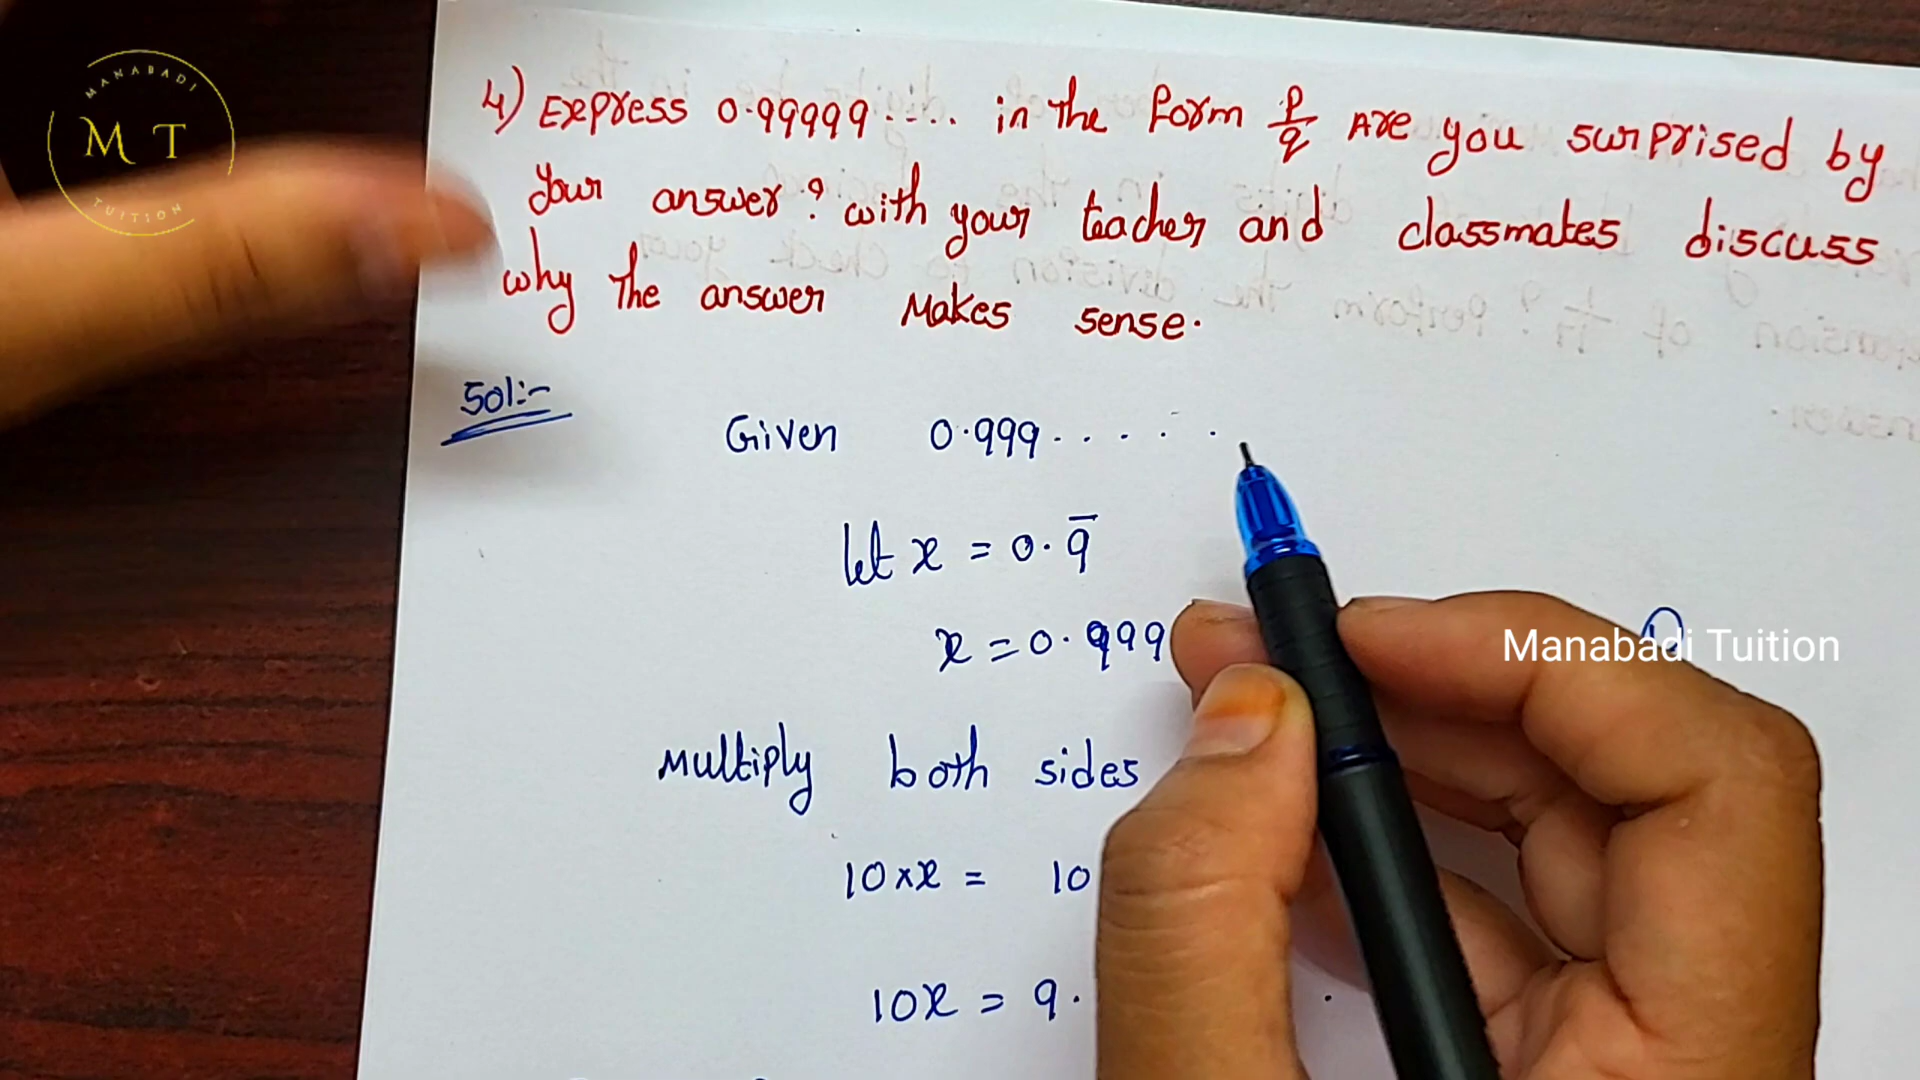 MANABADI
M T
TUITION
4) Express 0.99999.... in the form p/q Are you surprised by
your answer? with your teacher and classmates discuss
why the answer makes sense.
Sol:-
Given 0.999......
let x = 0.9̅
x = 0.999
Manabadi Tuition
Multiply both sides
10×x = 10
10x = 9.